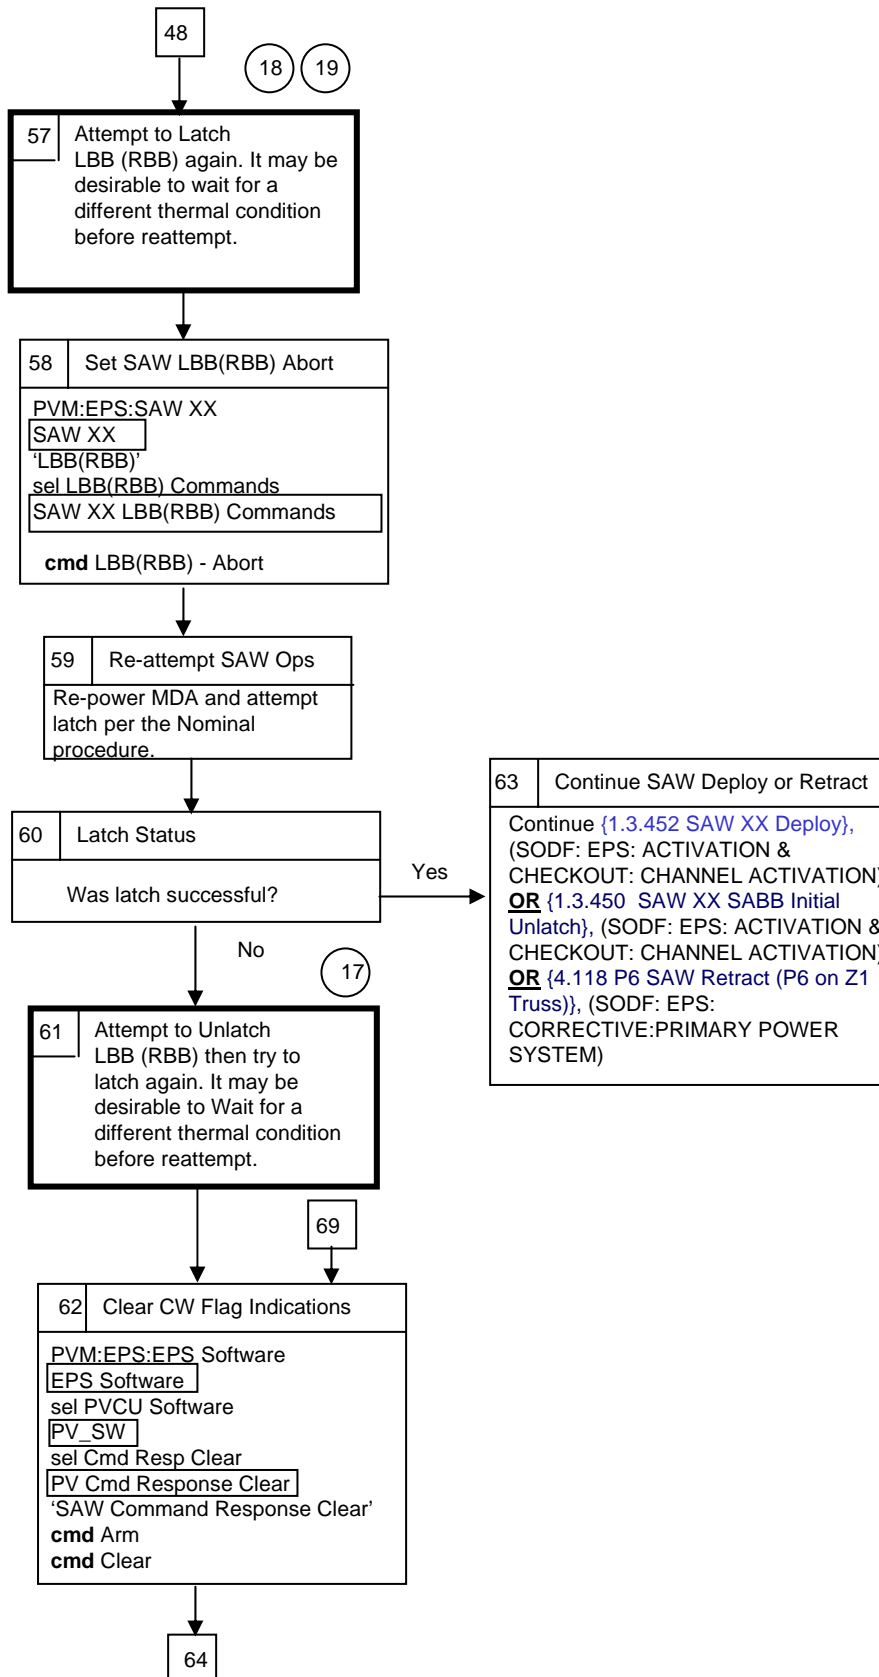 48
18
19
57
Attempt to Latch
LBB (RBB) again. It may be
desirable to wait for a
different thermal condition
before reattempt.
58
Set SAW LBB(RBB) Abort
PVM:EPS:SAW XX
SAW XX
‘LBB(RBB)’
sel LBB(RBB) Commands
SAW XX LBB(RBB) Commands
cmd LBB(RBB) - Abort
59
Re-attempt SAW Ops
Re-power MDA and attempt
latch per the Nominal
procedure.
60
Latch Status
Was latch successful?
Yes
No
63
Continue SAW Deploy or Retract
Continue {1.3.452 SAW XX Deploy},
(SODF: EPS: ACTIVATION &
CHECKOUT: CHANNEL ACTIVATION)
OR {1.3.450 SAW XX SABB Initial
Unlatch}, (SODF: EPS: ACTIVATION &
CHECKOUT: CHANNEL ACTIVATION)
OR {4.118 P6 SAW Retract (P6 on Z1
Truss)}, (SODF: EPS:
CORRECTIVE:PRIMARY POWER
SYSTEM)
17
61
Attempt to Unlatch
LBB (RBB) then try to
latch again. It may be
desirable to Wait for a
different thermal condition
before reattempt.
69
62
Clear CW Flag Indications
PVM:EPS:EPS Software
EPS Software
sel PVCU Software
PV_SW
sel Cmd Resp Clear
PV Cmd Response Clear
‘SAW Command Response Clear’
cmd Arm
cmd Clear
64